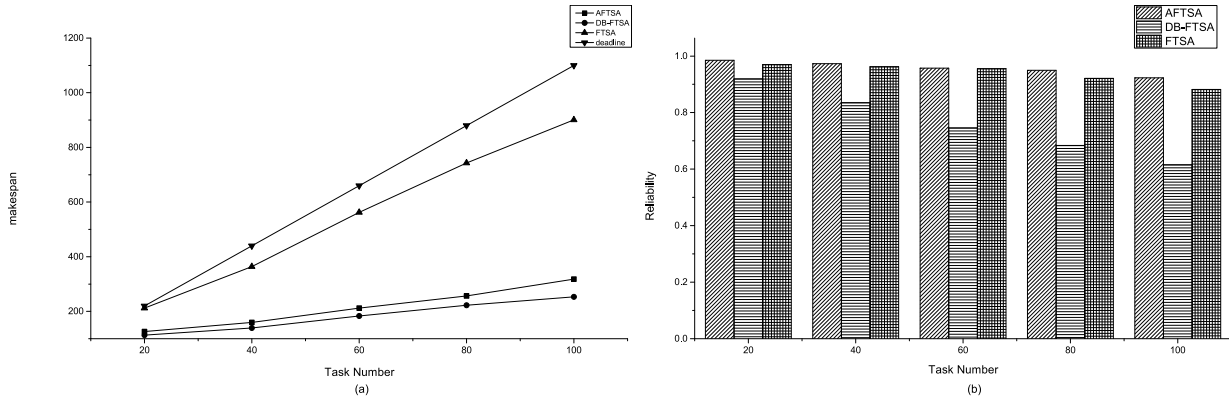 AFTSA
DB-FTSA
FTSA
deadline
1200
1000
800
600
400
200
makespan
20 40 60 80 100
Task Number
(a)
AFTSA
DB-FTSA
FTSA
1.0
0.8
0.6
0.4
0.2
0.0
Reliability
20 40 60 80 100
Task Number
(b)